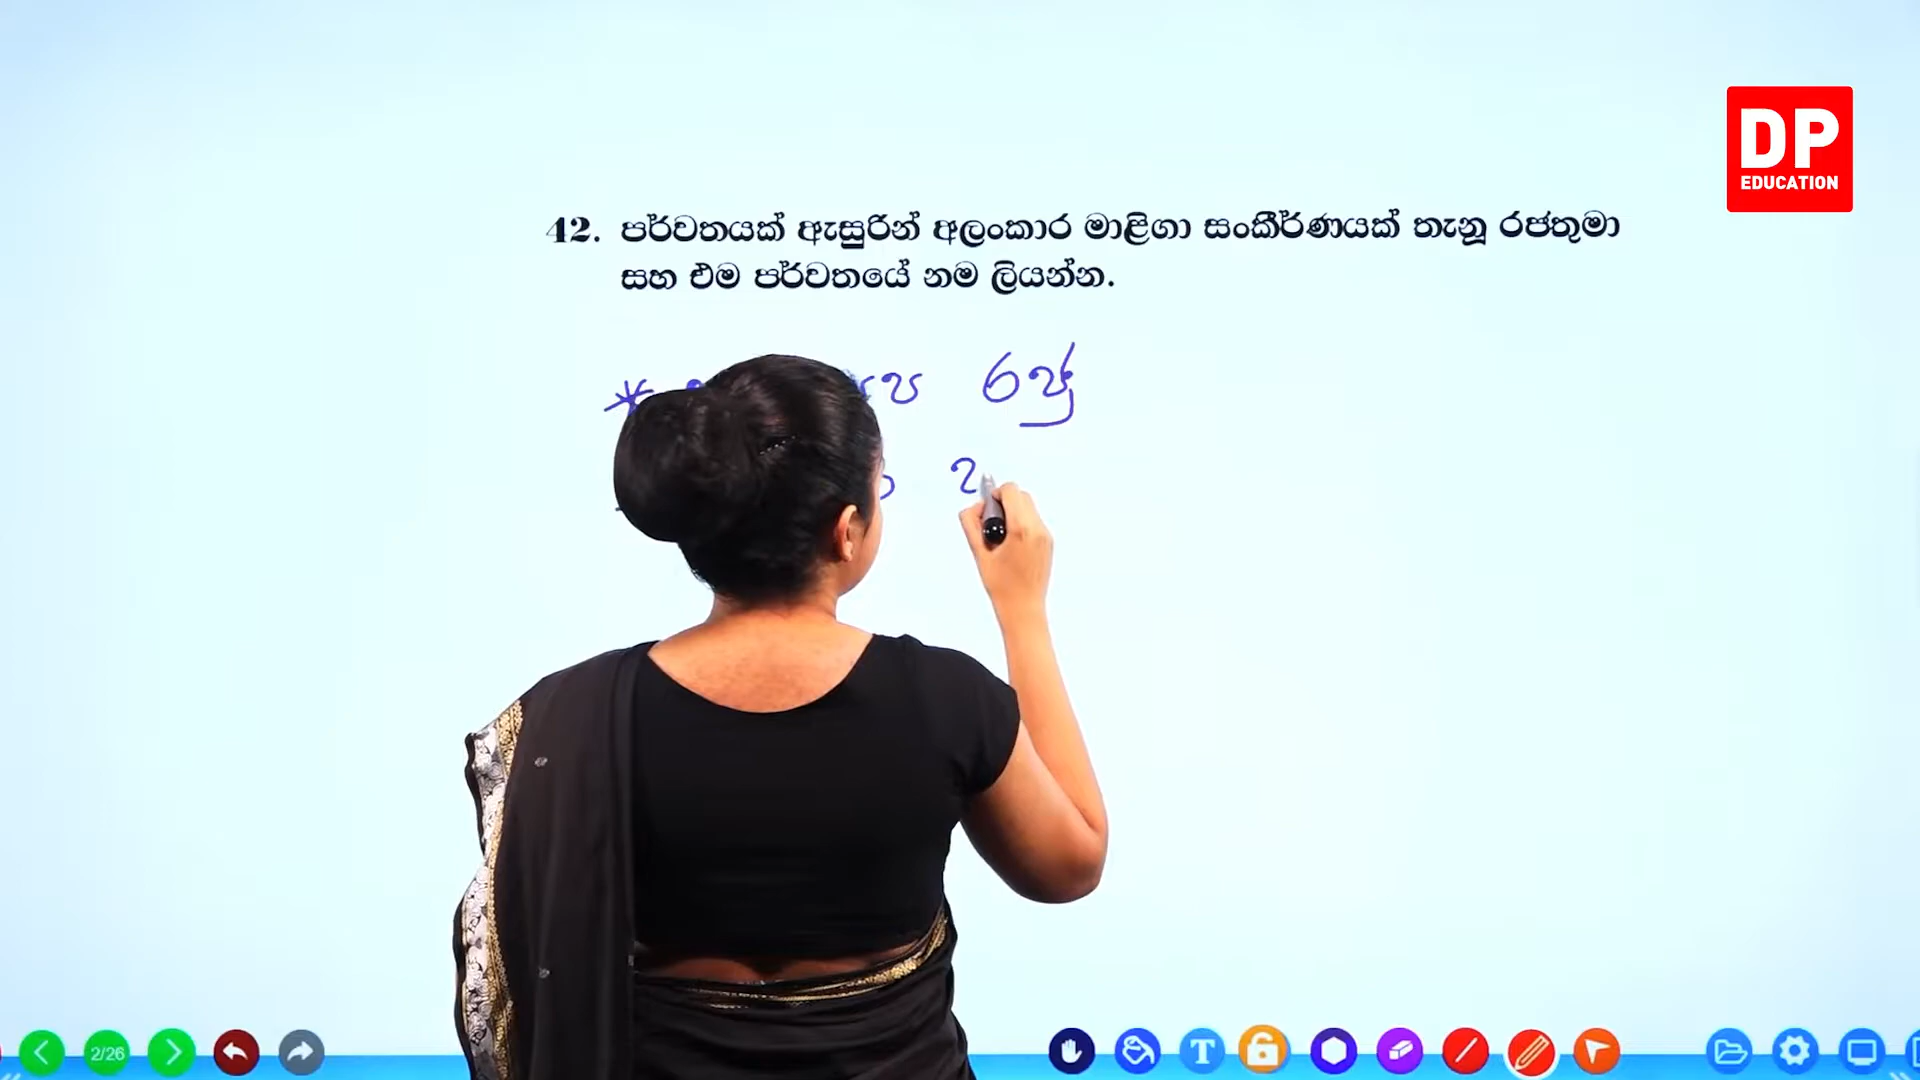 DP
EDUCATION
42. පර්වතයක් ඇසුරින් අලංකාර මාළිගා සංකීර්ණයක් තැනූ රජතුමා
සහ එම පර්වතයේ නම ලියන්න.
රජු
2/26
T